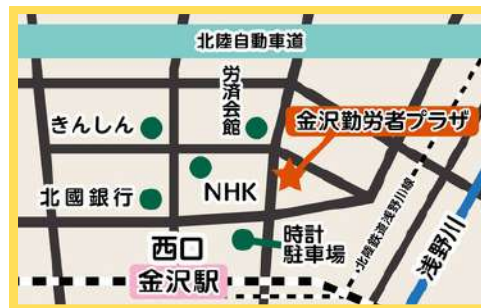 北陸自動車道
労済会館
きんしん
金沢勤労者プラザ
NHK
北國銀行
時計
駐車場
西口
金沢駅
北陸鉄道浅野川線
浅野川